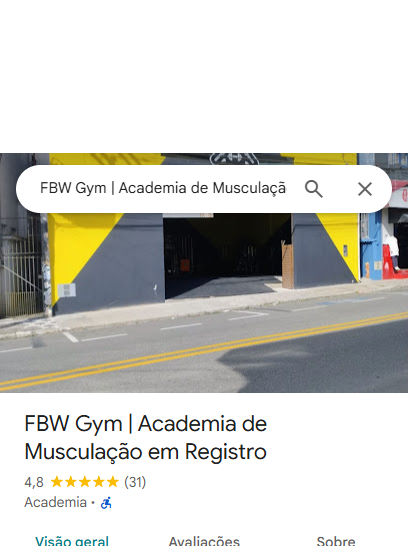 FBW Gym | Academia de Musculaçã
FBW Gym | Academia de
Musculação em Registro
4,8 (31)
Academia ·
Visão geral Avaliações Sobre